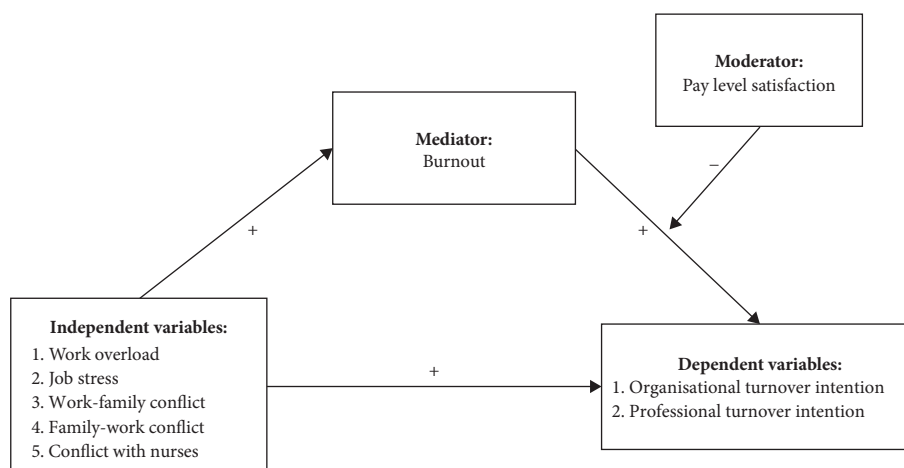 Moderator:
Pay level satisfaction
Mediator:
Burnout
−
+
+
Independent variables:
1. Work overload
2. Job stress
3. Work-family conflict
4. Family-work conflict
5. Conflict with nurses
+
Dependent variables:
1. Organisational turnover intention
2. Professional turnover intention